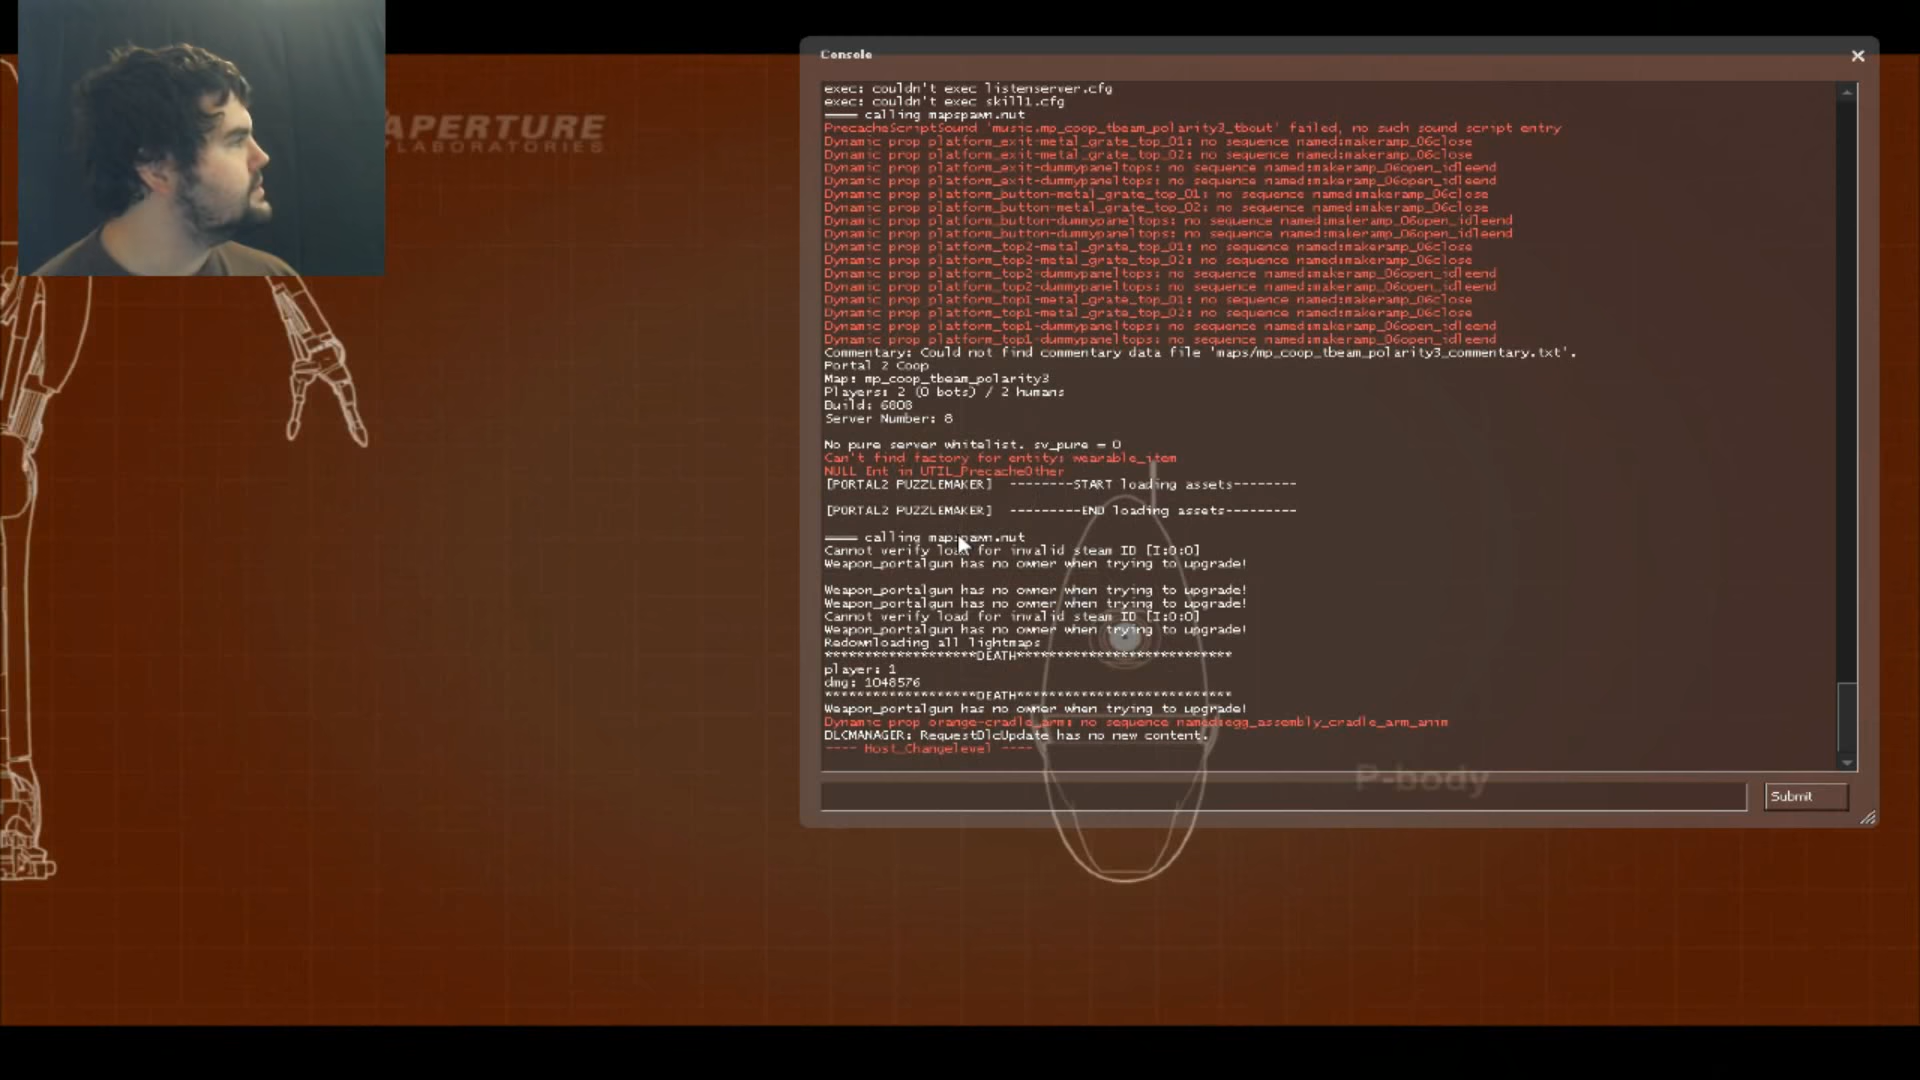 APERTURE
LABORATORIES
Console
exec: couldn't exec listenserver.cfg
exec: couldn't exec skill1.cfg
calling mapspawn.nut
PrecacheScriptSound 'music.mp_coop_tbeam_polarity3_tbout' failed, no such sound script entry
Dynamic prop platform_exit-metal_grate_top_01: no sequence named:makeramp_06close
Dynamic prop platform_exit-metal_grate_top_02: no sequence named:makeramp_06close
Dynamic prop platform_exit-dummypaneltops: no sequence named:makeramp_06open_idleend
Dynamic prop platform_exit-dummypaneltops: no sequence named:makeramp_06open_idleend
Dynamic prop platform_button-metal_grate_top_01: no sequence named:makeramp_06close
Dynamic prop platform_button-metal_grate_top_02: no sequence named:makeramp_06close
Dynamic prop platform_button-dummypaneltops: no sequence named:makeramp_06open_idleend
Dynamic prop platform_button-dummypaneltops: no sequence named:makeramp_06open_idleend
Dynamic prop platform_top2-metal_grate_top_01: no sequence named:makeramp_06close
Dynamic prop platform_top2-metal_grate_top_02: no sequence named:makeramp_06close
Dynamic prop platform_top2-dummypaneltops: no sequence named:makeramp_06open_idleend
Dynamic prop platform_top2-dummypaneltops: no sequence named:makeramp_06open_idleend
Dynamic prop platform_top1-metal_grate_top_01: no sequence named:makeramp_06close
Dynamic prop platform_top1-metal_grate_top_02: no sequence named:makeramp_06close
Dynamic prop platform_top1-dummypaneltops: no sequence named:makeramp_06open_idleend
Dynamic prop platform_top1-dummypaneltops: no sequence named:makeramp_06open_idleend
Commentary: Could not find commentary data file 'maps/mp_coop_tbeam_polarity3_commentary.txt'.
Portal 2 Coop
Map: mp_coop_tbeam_polarity3
Players: 2 (0 bots) / 2 humans
Build: 6808
Server Number: 8
No pure server whitelist. sv_pure = 0
Can't find factory for entity: wearable_item
NULL Ent in UTIL_PrecacheOther
[PORTAL2 PUZZLEMAKER] --------START loading assets--------
[PORTAL2 PUZZLEMAKER] ---------END loading assets---------
calling mapspawn.nut
Cannot verify load for invalid steam ID [I:0:0]
Weapon_portalgun has no owner when trying to upgrade!
Weapon_portalgun has no owner when trying to upgrade!
Weapon_portalgun has no owner when trying to upgrade!
Cannot verify load for invalid steam ID [I:0:0]
Weapon_portalgun has no owner when trying to upgrade!
Redownloading all lightmaps
*******************DEATH***************************
player: 1
dmg: 1048576
*******************DEATH***************************
Weapon_portalgun has no owner when trying to upgrade!
Dynamic prop orange-cradle_arm: no sequence named:egg_assembly_cradle_arm_anim
DLCMANAGER: RequestDlcUpdate has no new content.
---- Host_Changelevel ----
P-body
Submit